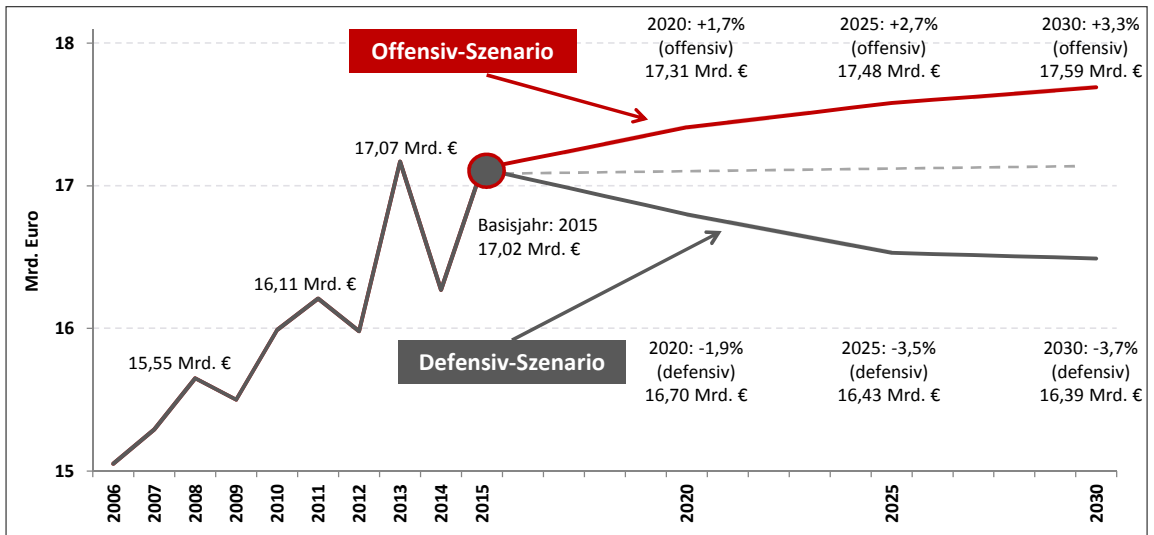 2020: +1,7%
(offensiv)
17,31 Mrd. €
2025: +2,7%
(offensiv)
17,48 Mrd. €
2030: +3,3%
(offensiv)
17,59 Mrd. €
Offensiv-Szenario
18
17
16
15
Mrd. Euro
17,07 Mrd. €
Basisjahr: 2015
17,02 Mrd. €
16,11 Mrd. €
15,55 Mrd. €
Defensiv-Szenario
2020: -1,9%
(defensiv)
16,70 Mrd. €
2025: -3,5%
(defensiv)
16,43 Mrd. €
2030: -3,7%
(defensiv)
16,39 Mrd. €
2006
2007
2008
2009
2010
2011
2012
2013
2014
2015
2020
2025
2030